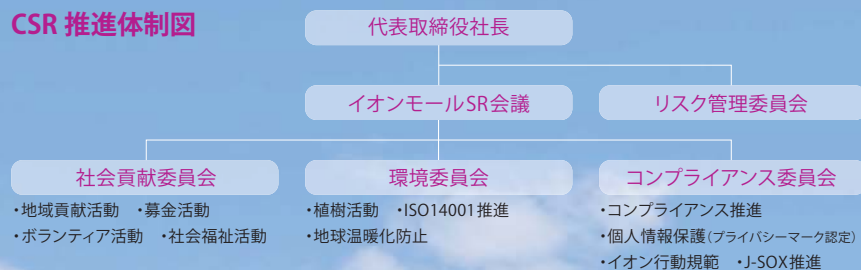 CSR 推進体制図
代表取締役社長
イオンモールSR会議
リスク管理委員会
社会貢献委員会
・地域貢献活動 ・募金活動
・ボランティア活動 ・社会福祉活動
環境委員会
・植樹活動 ・ISO14001推進
・地球温暖化防止
コンプライアンス委員会
・コンプライアンス推進
・個人情報保護(プライバシーマーク認定)
・イオン行動規範 ・J-SOX推進